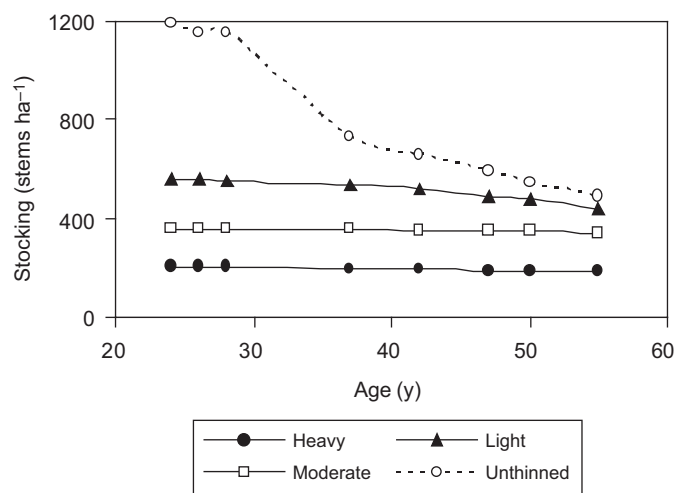 1200
800
400
0
Stocking (stems ha⁻¹)
20 30 40 50 60
Age (y)
Heavy Light
Moderate Unthinned